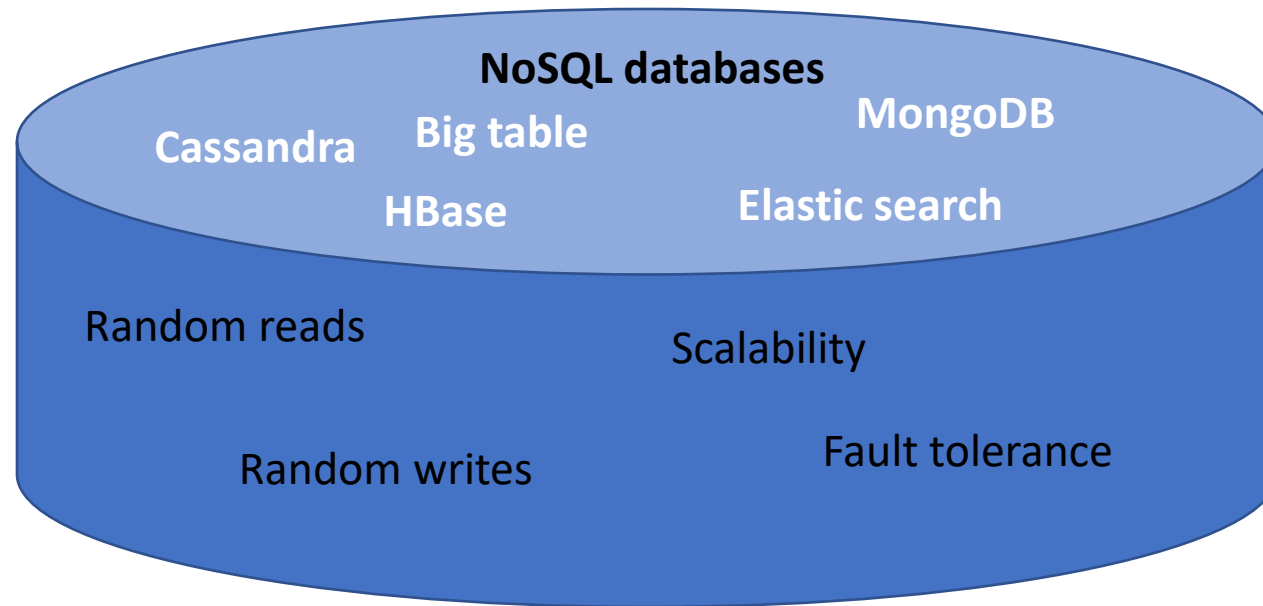 NoSQL databases
MongoDB
Big table
Cassandra
Elastic search
HBase
Random reads
Scalability
Fault tolerance
Random writes